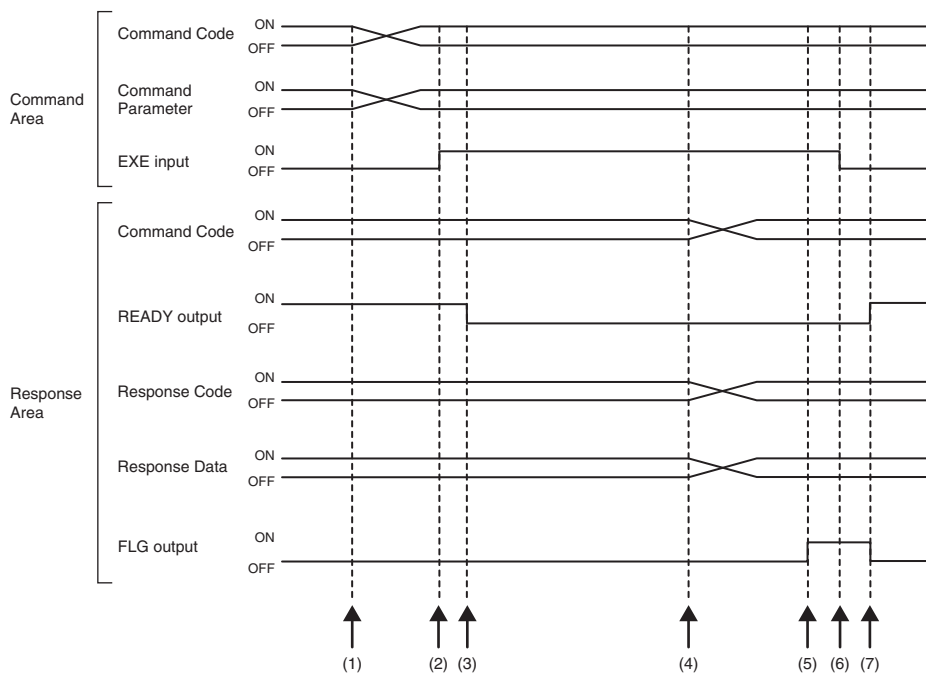 Command Area
Command Code
ON
OFF
Command Parameter
ON
OFF
EXE input
ON
OFF
Response Area
Command Code
ON
OFF
READY output
ON
OFF
Response Code
ON
OFF
Response Data
ON
OFF
FLG output
ON
OFF
(1) (2) (3) (4) (5) (6) (7)